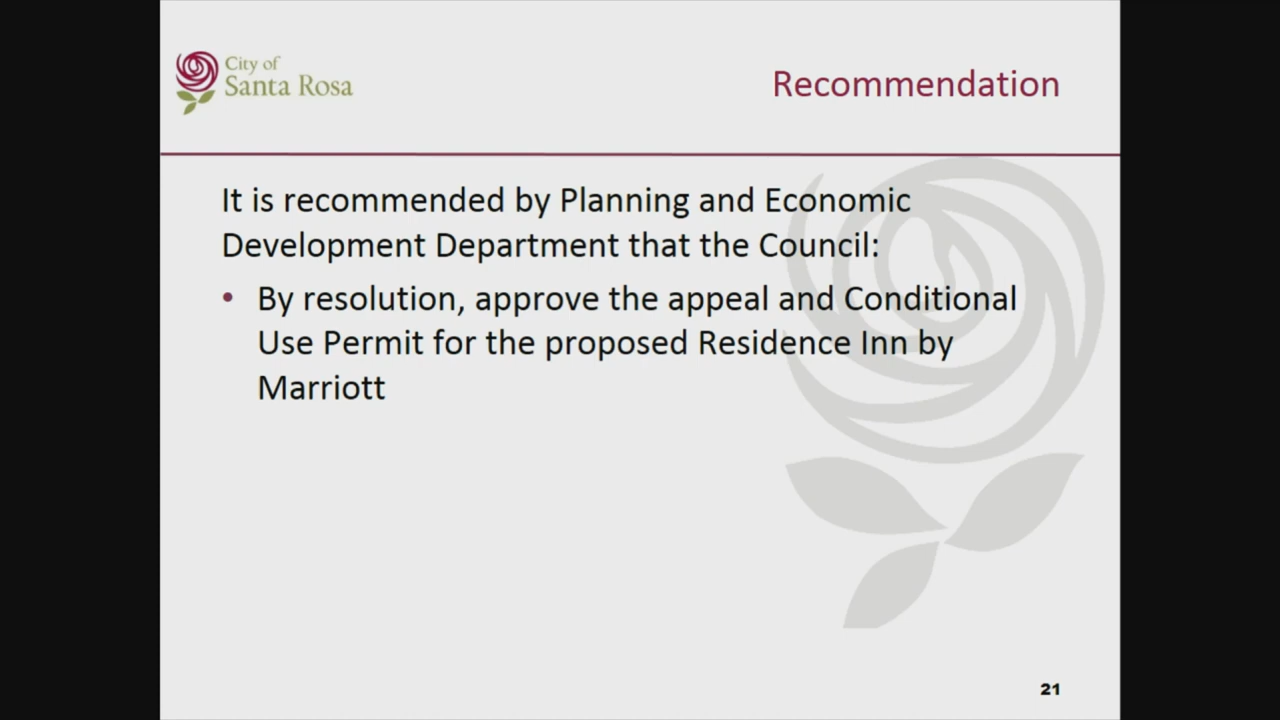 City of
Santa Rosa
Recommendation
It is recommended by Planning and Economic
Development Department that the Council:
• By resolution, approve the appeal and Conditional
Use Permit for the proposed Residence Inn by
Marriott
21